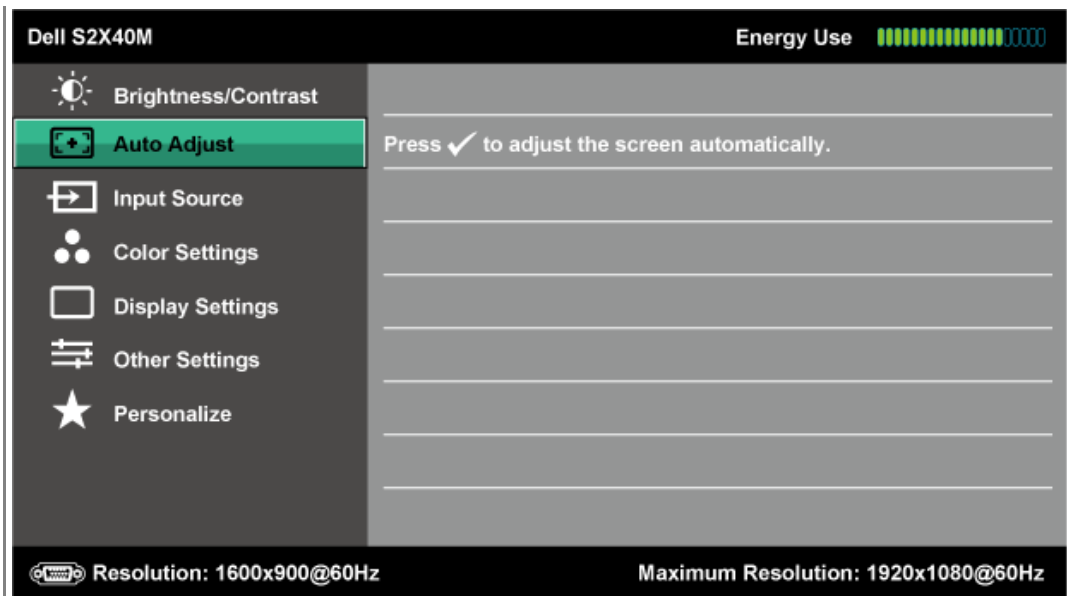 Dell S2X40M Energy Use
Brightness/Contrast
Auto Adjust Press ✓ to adjust the screen automatically.
Input Source
Color Settings
Display Settings
Other Settings
Personalize
Resolution: 1600x900@60Hz Maximum Resolution: 1920x1080@60Hz